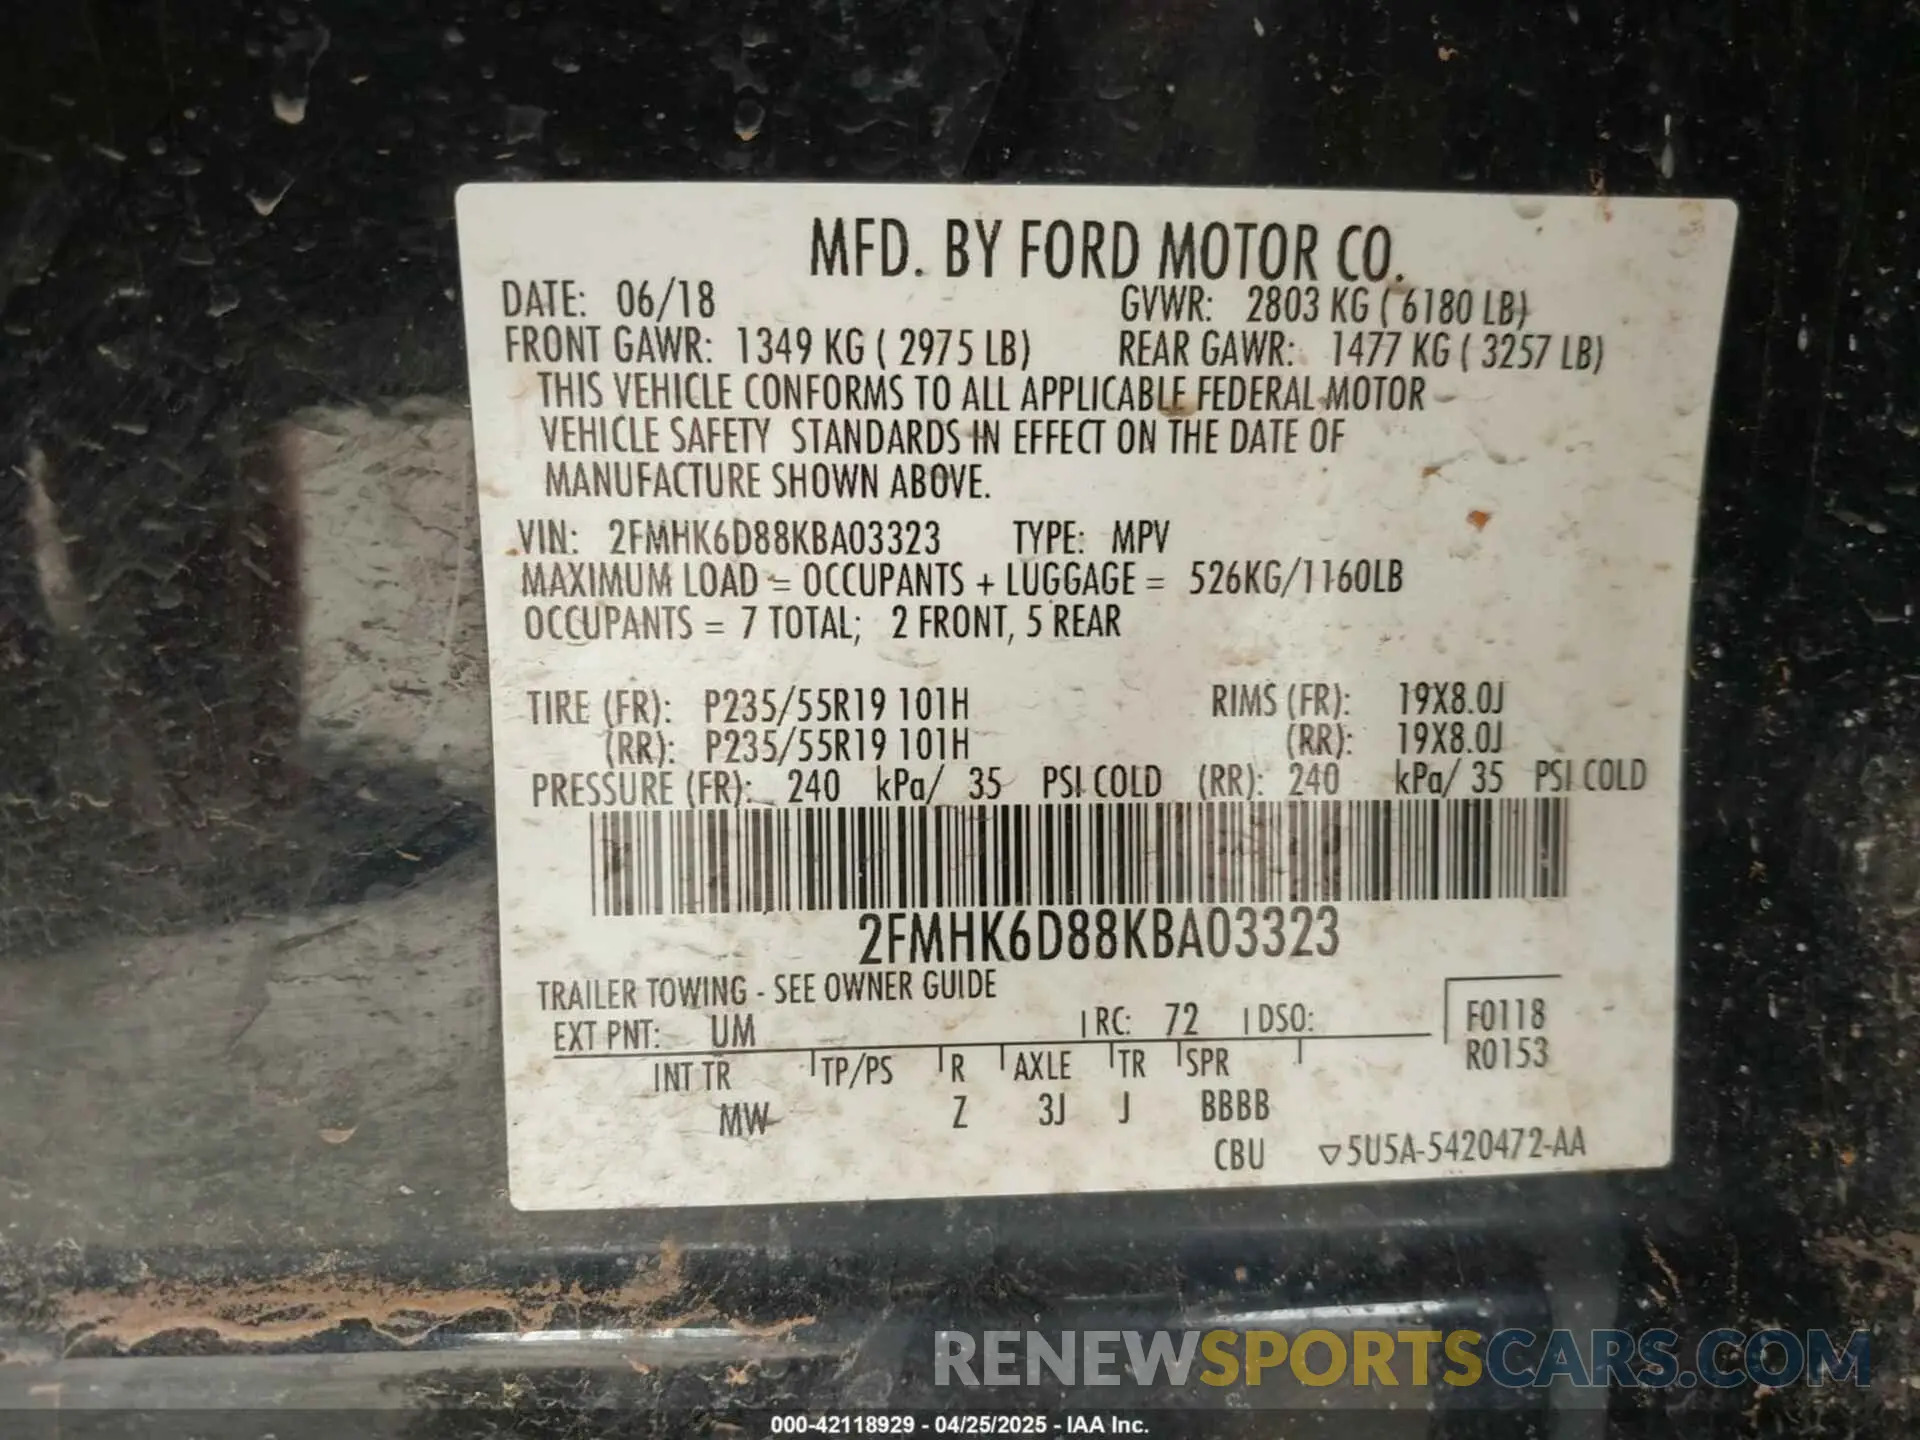 MFD. BY FORD MOTOR CO.
DATE: 06/18 GVWR: 2803 KG ( 6180 LB)
FRONT GAWR: 1349 KG ( 2975 LB) REAR GAWR: 1477 KG ( 3257 LB)
THIS VEHICLE CONFORMS TO ALL APPLICABLE FEDERAL MOTOR
VEHICLE SAFETY STANDARDS IN EFFECT ON THE DATE OF
MANUFACTURE SHOWN ABOVE.
VIN: 2FMHK6D88KBA03323 TYPE: MPV
MAXIMUM LOAD = OCCUPANTS + LUGGAGE = 526KG/1160LB
OCCUPANTS = 7 TOTAL; 2 FRONT, 5 REAR
TIRE (FR): P235/55R19 101H RIMS (FR): 19X8.0J
(RR): P235/55R19 101H (RR): 19X8.0J
PRESSURE (FR): 240 kPa/ 35 PSI COLD (RR): 240 kPa/ 35 PSI COLD
2FMHK6D88KBA03323
TRAILER TOWING - SEE OWNER GUIDE
EXT PNT: UM RC: 72 DSO: F0118
R0153
INT TR TP/PS R AXLE TR SPR
MW Z 3J J BBBB
CBU ▽5U5A-5420472-AA
RENEWSPORTSCARS.COM
000-42118929 - 04/25/2025 - IAA Inc.